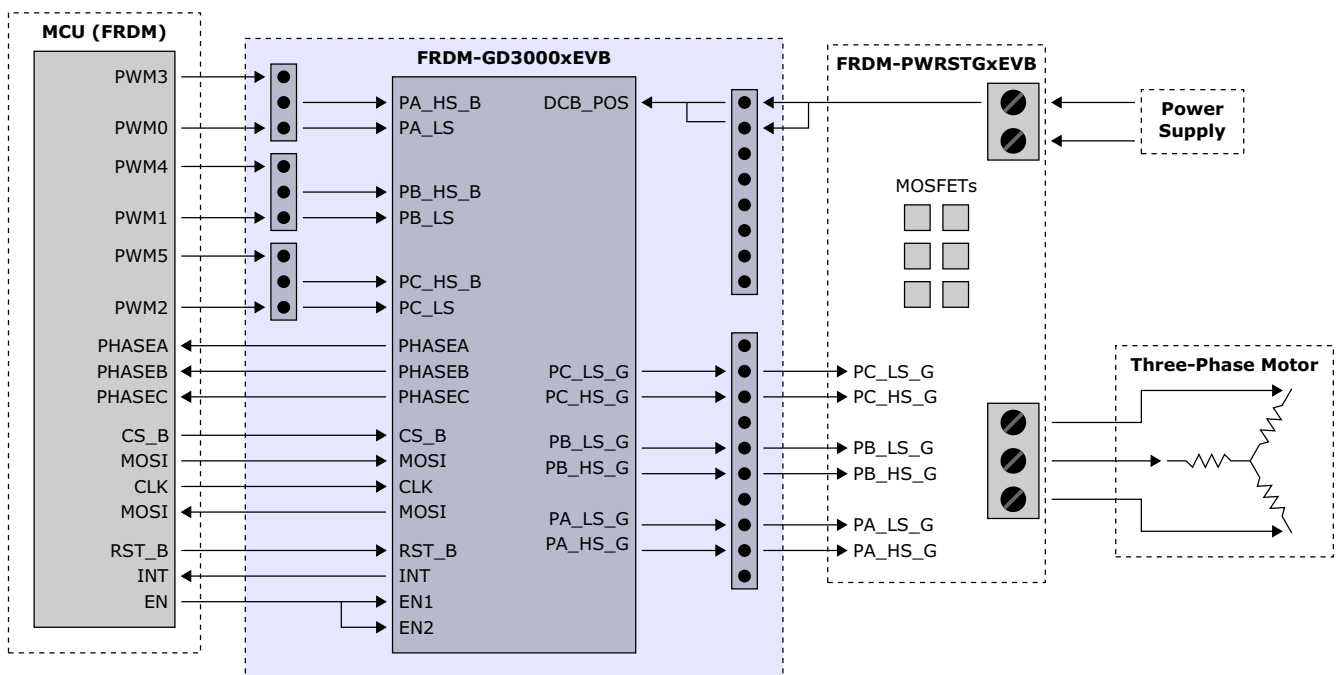 MCU (FRDM)
PWM3
PWM0
PWM4
PWM1
PWM5
PWM2
PHASEA
PHASEB
PHASEC
CS_B
MOSI
CLK
MOSI
RST_B
INT
EN
FRDM-GD3000xEVB
PA_HS_B
PA_LS
PB_HS_B
PB_LS
PC_HS_B
PC_LS
PHASEA
PHASEB
PHASEC
CS_B
MOSI
CLK
MOSI
RST_B
INT
EN1
EN2
DCB_POS
PC_LS_G
PC_HS_G
PB_LS_G
PB_HS_G
PA_LS_G
PA_HS_G
FRDM-PWRSTGxEVB
MOSFETs
PC_LS_G
PC_HS_G
PB_LS_G
PB_HS_G
PA_LS_G
PA_HS_G
Power
Supply
Three-Phase Motor